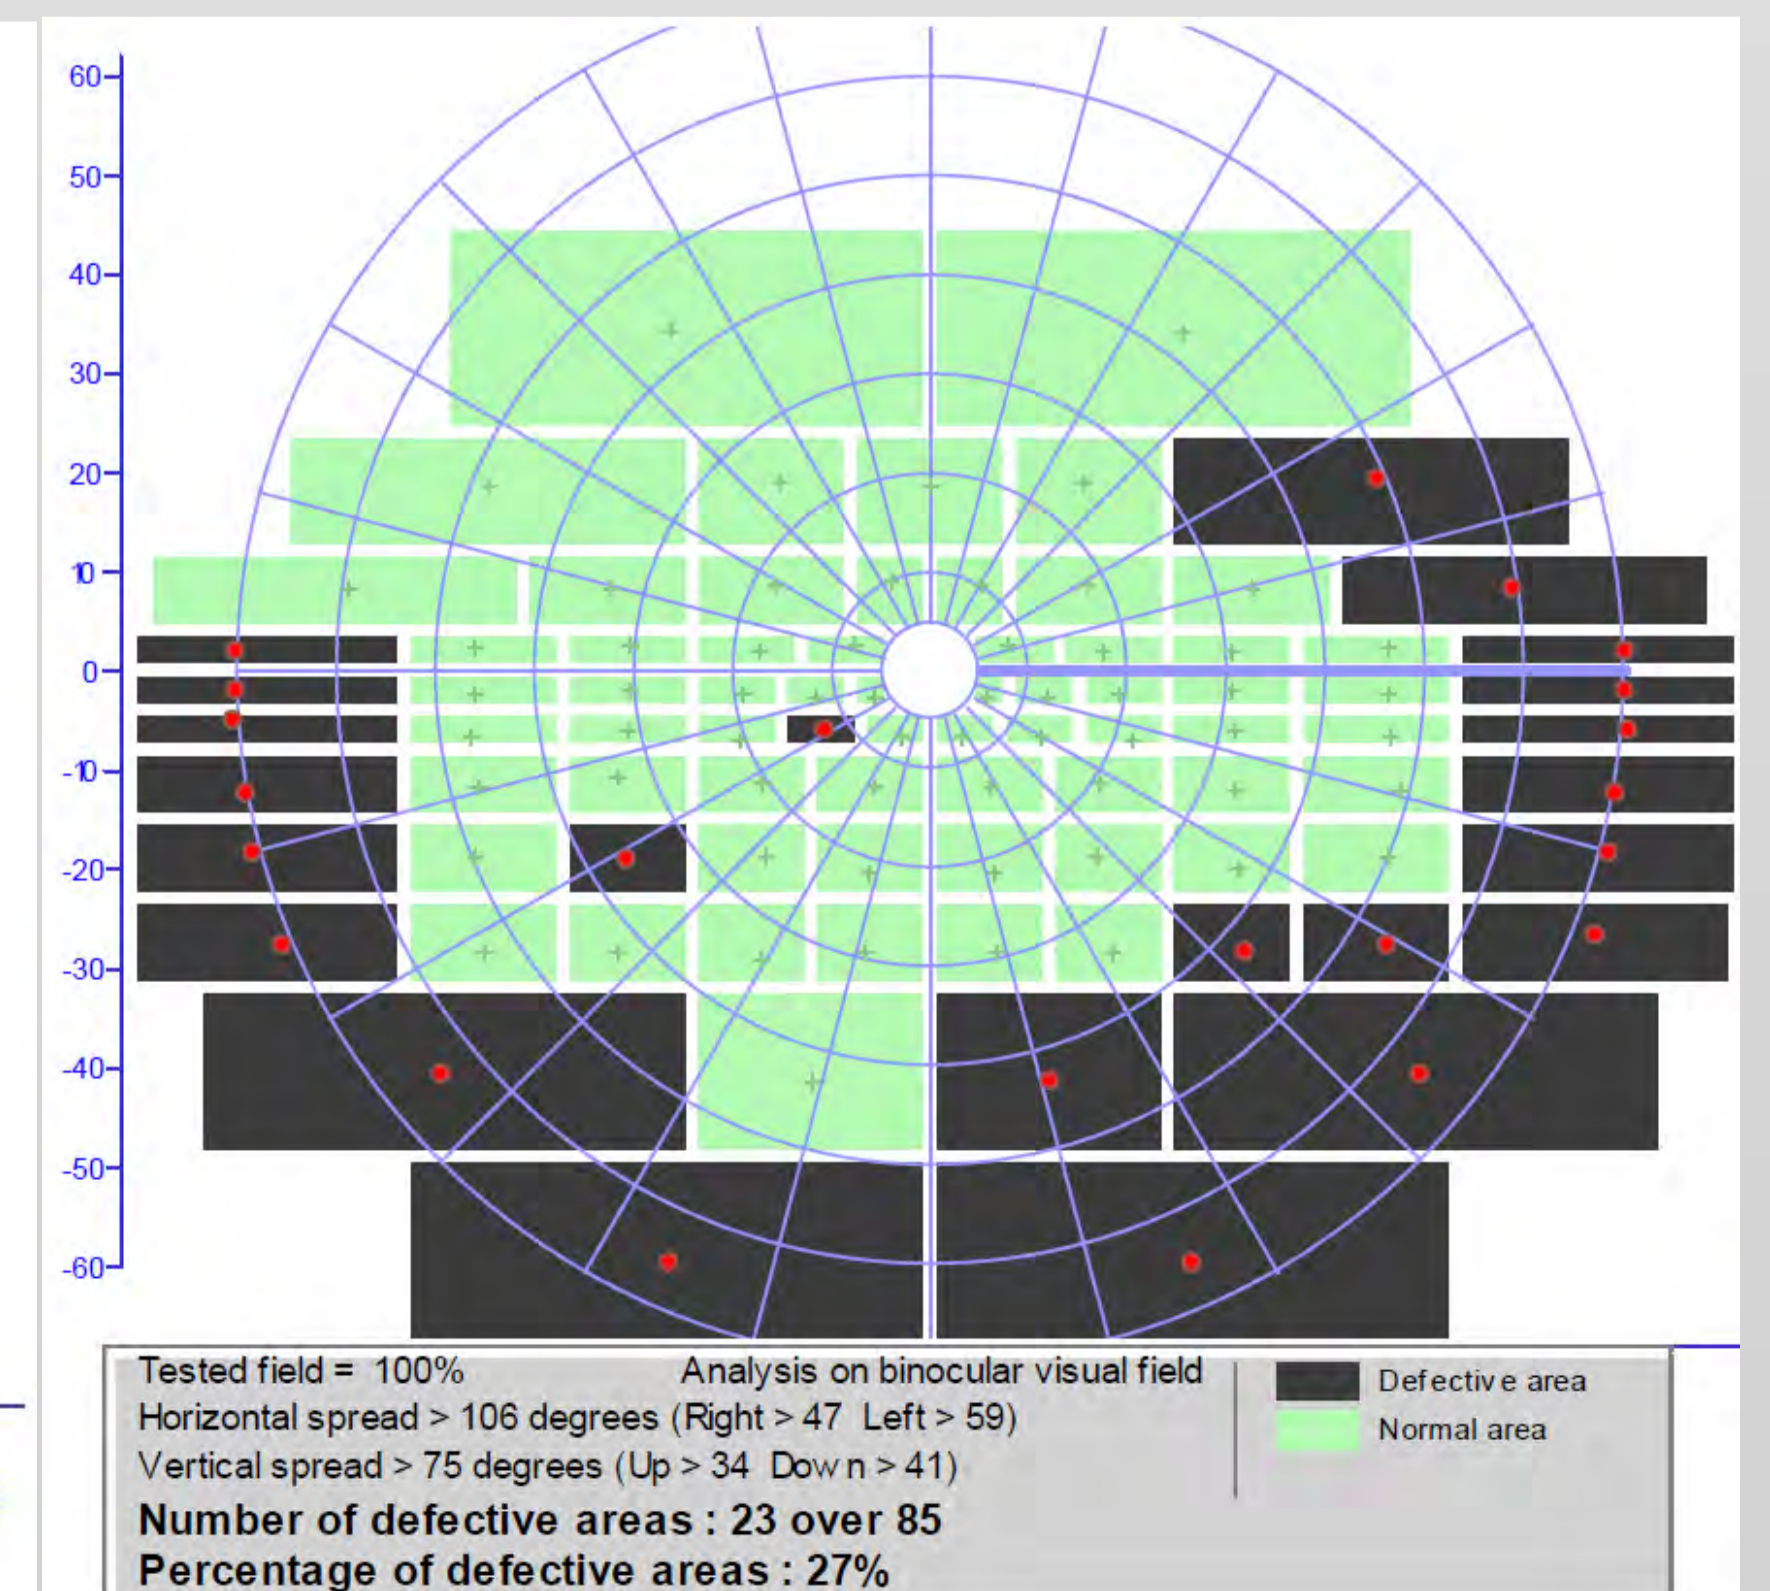 60
50
40
30
20
10
0
-10
-20
-30
-40
-50
-60
Tested field = 100% Analysis on binocular visual field
Defective area
Horizontal spread > 106 degrees (Right > 47 Left > 59)
Normal area
Vertical spread > 75 degrees (Up > 34 Down > 41)
Number of defective areas : 23 over 85
Percentage of defective areas : 27%